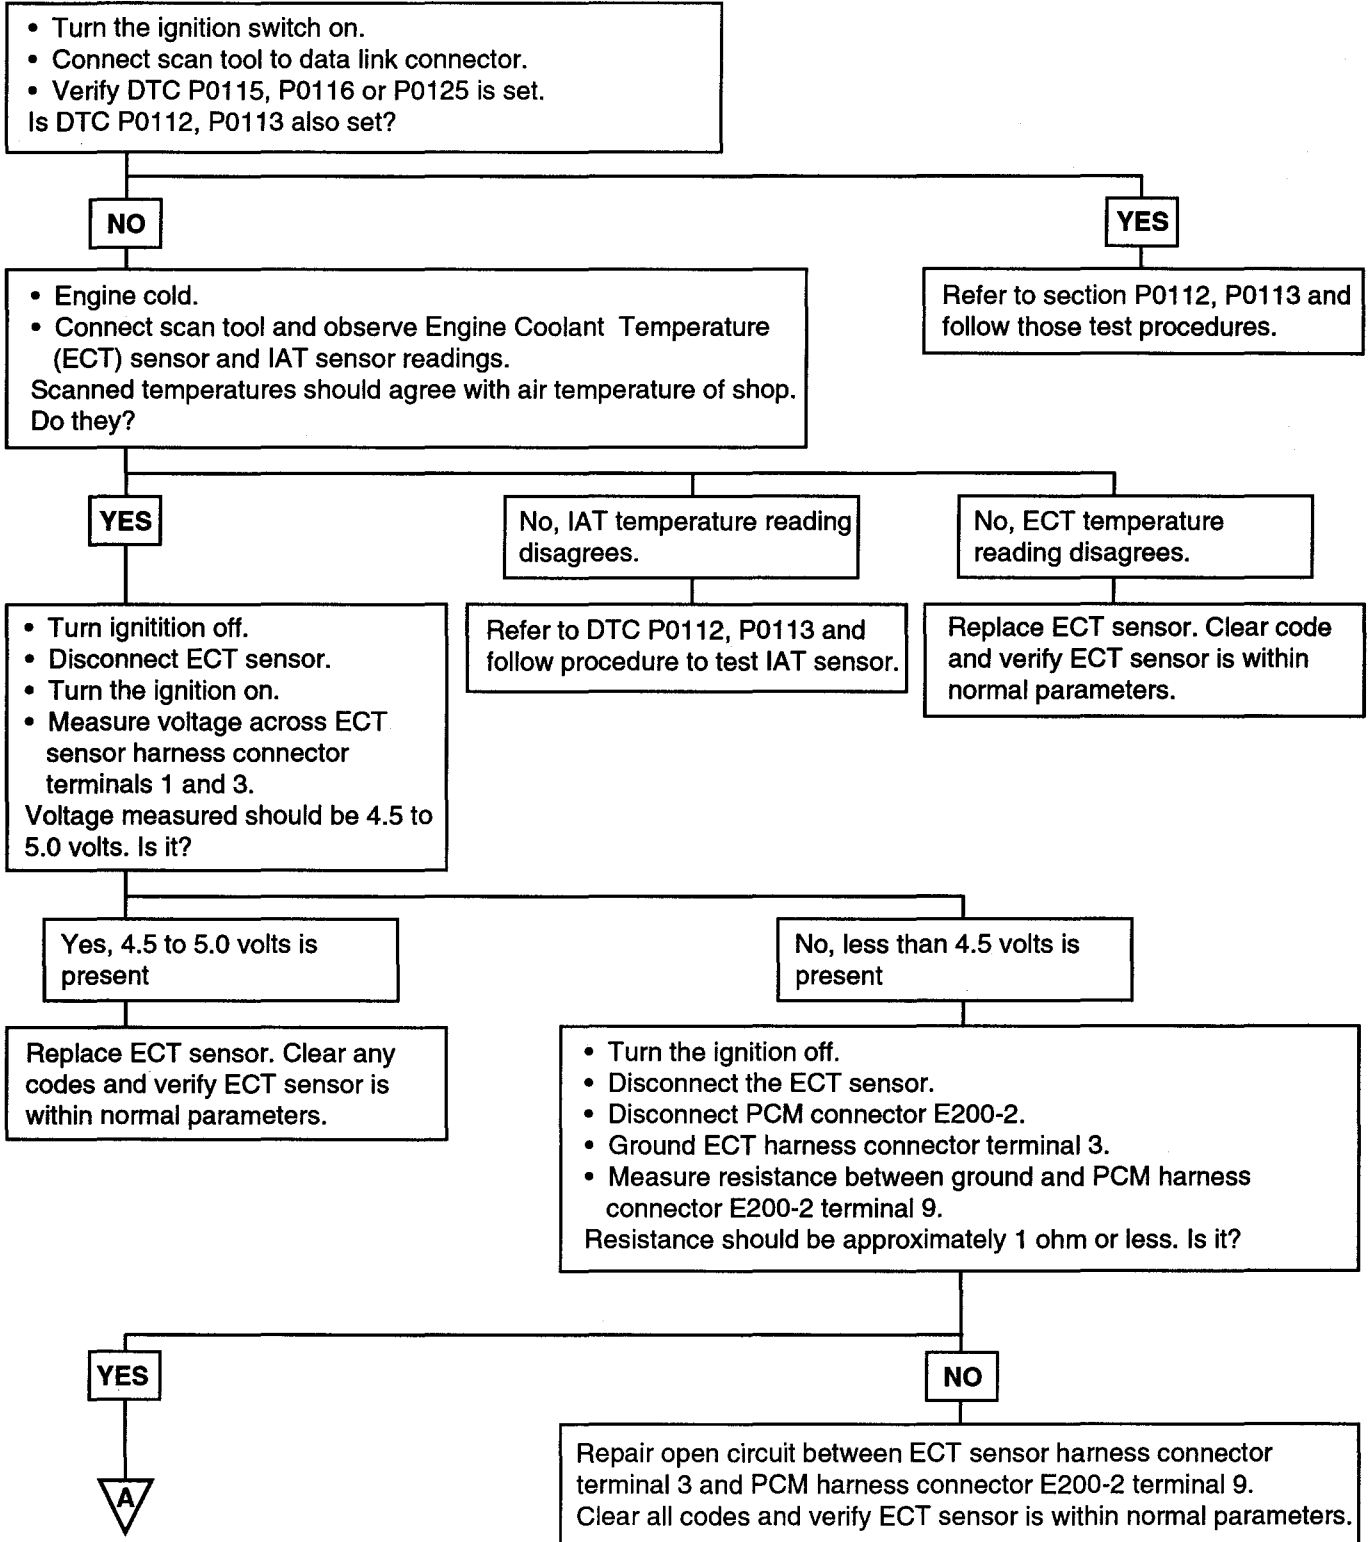 • Turn the ignition switch on.
• Connect scan tool to data link connector.
• Verify DTC P0115, P0116 or P0125 is set.
Is DTC P0112, P0113 also set?
NO
YES
• Engine cold.
• Connect scan tool and observe Engine Coolant Temperature
(ECT) sensor and IAT sensor readings.
Scanned temperatures should agree with air temperature of shop.
Do they?
Refer to section P0112, P0113 and
follow those test procedures.
YES
No, IAT temperature reading
disagrees.
No, ECT temperature
reading disagrees.
• Turn ignitition off.
• Disconnect ECT sensor.
• Turn the ignition on.
• Measure voltage across ECT
sensor harness connector
terminals 1 and 3.
Voltage measured should be 4.5 to
5.0 volts. Is it?
Refer to DTC P0112, P0113 and
follow procedure to test IAT sensor.
Replace ECT sensor. Clear code
and verify ECT sensor is within
normal parameters.
Yes, 4.5 to 5.0 volts is
present
No, less than 4.5 volts is
present
Replace ECT sensor. Clear any
codes and verify ECT sensor is
within normal parameters.
• Turn the ignition off.
• Disconnect the ECT sensor.
• Disconnect PCM connector E200-2.
• Ground ECT harness connector terminal 3.
• Measure resistance between ground and PCM harness
connector E200-2 terminal 9.
Resistance should be approximately 1 ohm or less. Is it?
YES
NO
A
Repair open circuit between ECT sensor harness connector
terminal 3 and PCM harness connector E200-2 terminal 9.
Clear all codes and verify ECT sensor is within normal parameters.